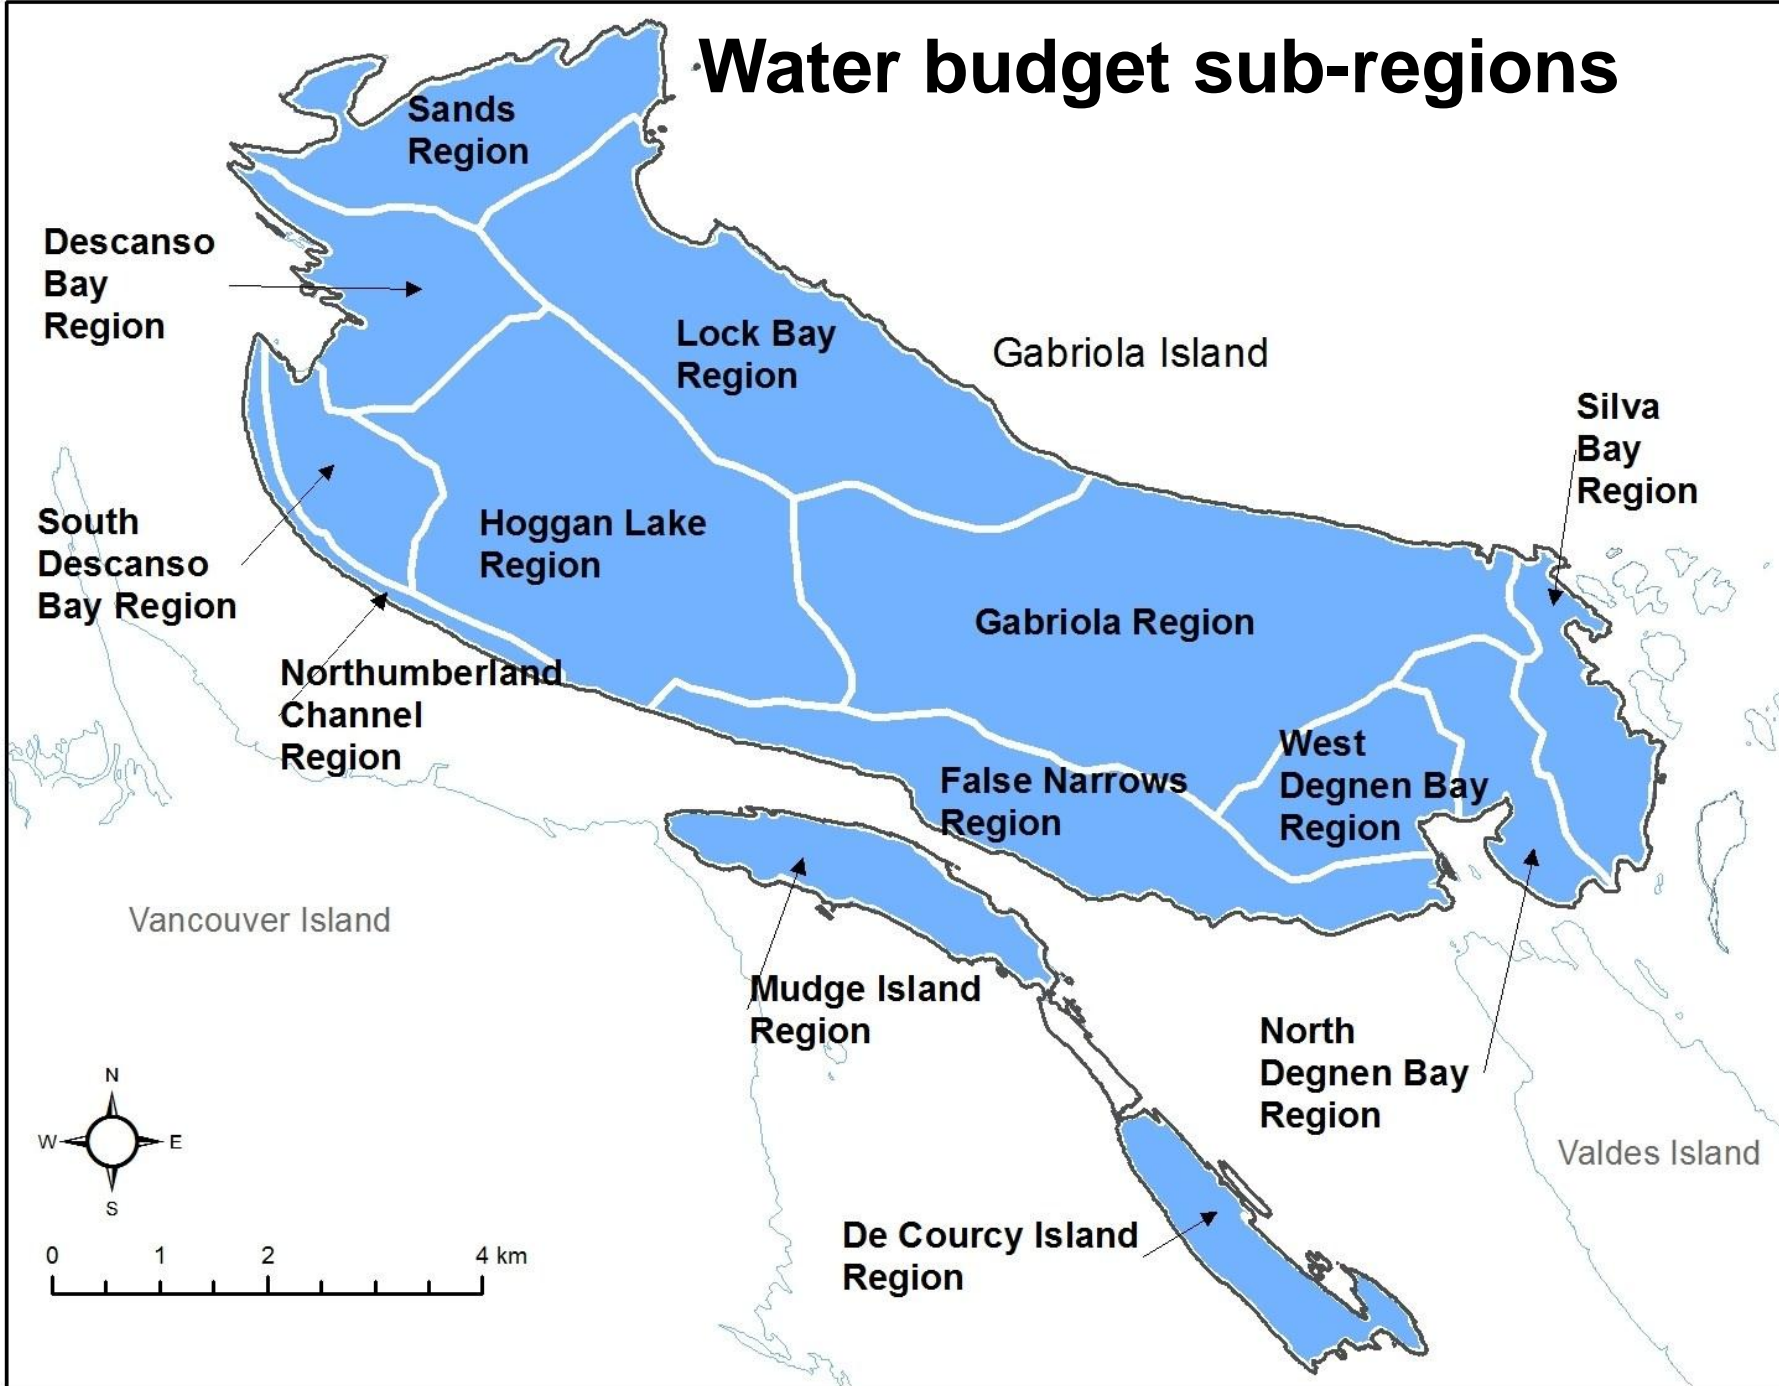 Water budget sub-regions
Sands
Region
Descanso
Bay
Region
Lock Bay
Region
Gabriola Island
Silva
Bay
Region
South
Descanso
Bay Region
Hoggan Lake
Region
Gabriola Region
Northumberland
Channel
Region
West
Degnen Bay
Region
False Narrows
Region
Vancouver Island
Mudge Island
Region
North
Degnen Bay
Region
Valdes Island
De Courcy Island
Region
N
W E
S
0 1 2 4 km